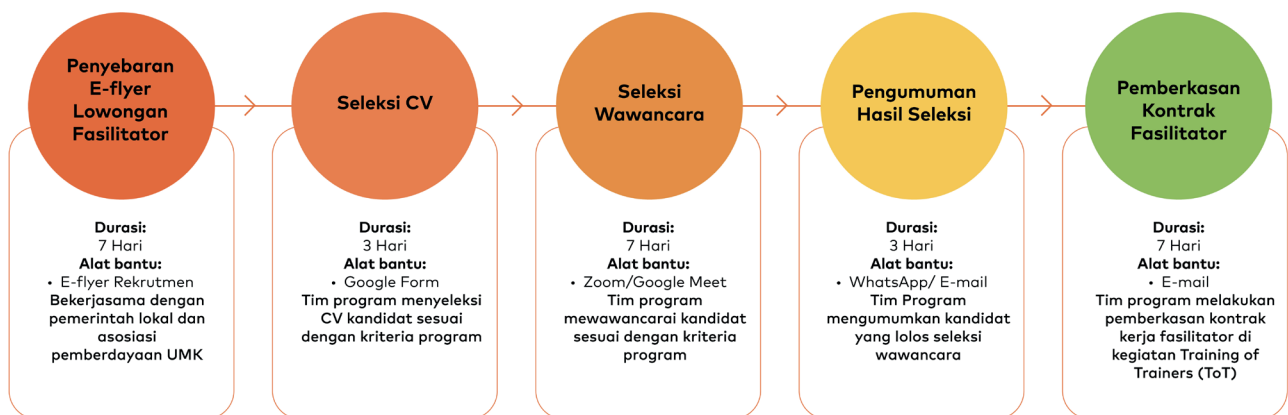 Penyebaran
E-flyer
Lowongan
Fasilitator
Durasi:
7 Hari
Alat bantu:
• E-flyer Rekrutmen
Bekerjasama dengan
pemerintah lokal dan
asosiasi
pemberdayaan UMK
Seleksi CV
Durasi:
3 Hari
Alat bantu:
• Google Form
Tim program menyeleksi
CV kandidat sesuai
dengan kriteria program
Seleksi
Wawancara
Durasi:
7 Hari
Alat bantu:
• Zoom/Google Meet
Tim program
mewawancarai kandidat
sesuai dengan kriteria
program
Pengumuman
Hasil Seleksi
Durasi:
3 Hari
Alat bantu:
• WhatsApp/ E-mail
Tim Program
mengumumkan kandidat
yang lolos seleksi
wawancara
Pemberkasan
Kontrak
Fasilitator
Durasi:
7 Hari
Alat bantu:
• E-mail
Tim program melakukan
pemberkasan kontrak
kerja fasilitator di
kegiatan Training of
Trainers (ToT)